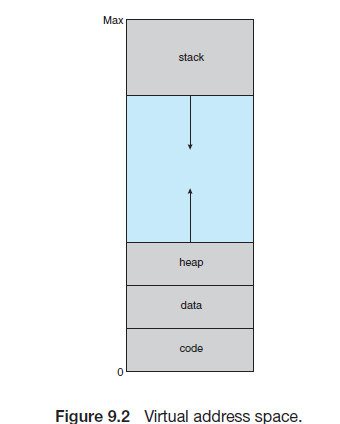 Max
stack
heap
data
code
0
Figure 9.2 Virtual address space.